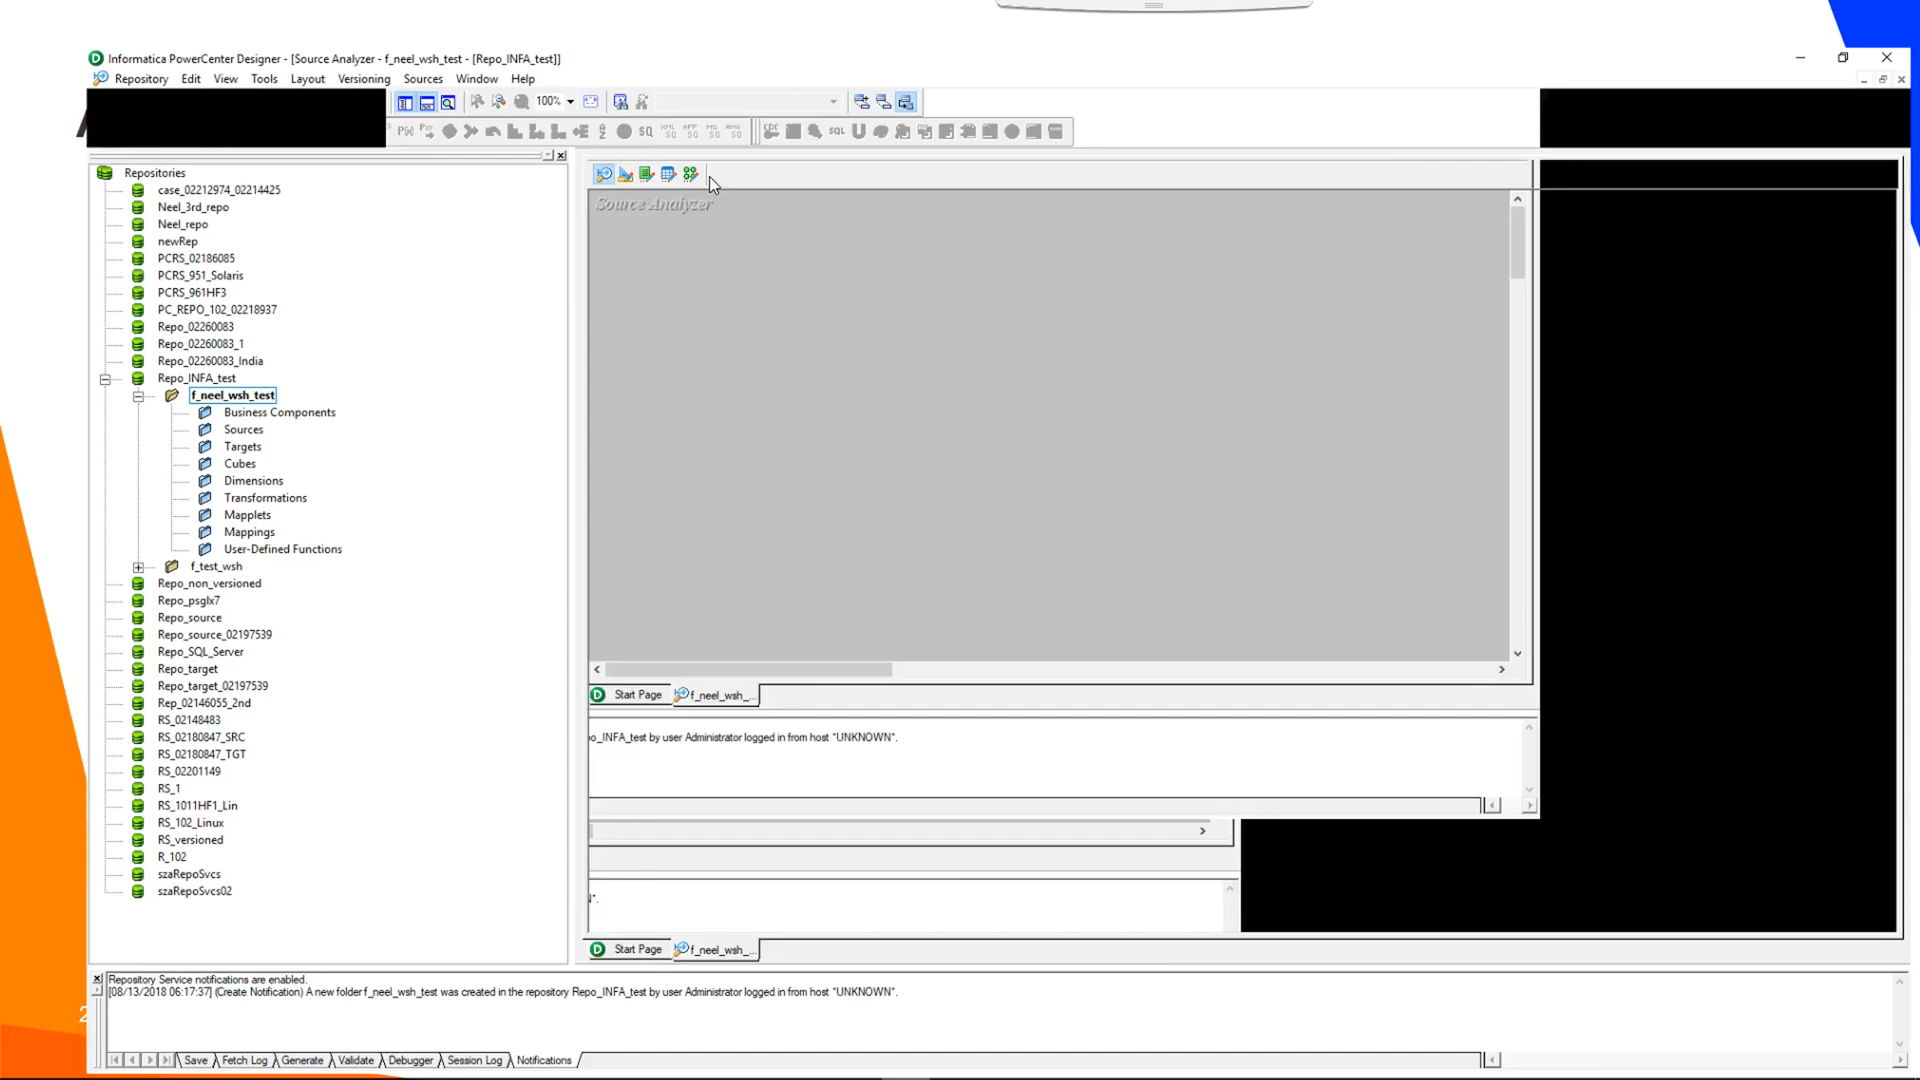 Informatica PowerCenter Designer - [Source Analyzer - f_neel_wsh_test - [Repo_INFA_test]]
Repository Edit View Tools Layout Versioning Sources Window Help
100%
P(x) SQ SQL
Repositories
case_02212974_02214425
Neel_3rd_repo
Neel_repo
newRep
PCRS_02186085
PCRS_951_Solaris
PCRS_961HF3
PC_REPO_102_02218937
Repo_02260083
Repo_02260083_1
Repo_02260083_India
Repo_INFA_test
f_neel_wsh_test
Business Components
Sources
Targets
Cubes
Dimensions
Transformations
Mapplets
Mappings
User-Defined Functions
f_test_wsh
Repo_non_versioned
Repo_psglx7
Repo_source
Repo_source_02197539
Repo_SQL_Server
Repo_target
Repo_target_02197539
Rep_02146055_2nd
RS_02148483
RS_02180847_SRC
RS_02180847_TGT
RS_02201149
RS_1
RS_1011HF1_Lin
RS_102_Linux
RS_versioned
R_102
szaRepoSvcs
szaRepoSvcs02
Source Analyzer
Start Page f_neel_wsh_...
o_INFA_test by user Administrator logged in from host "UNKNOWN".
Start Page f_neel_wsh_...
Repository Service notifications are enabled.
[08/13/2018 06:17:37] (Create Notification) A new folder f_neel_wsh_test was created in the repository Repo_INFA_test by user Administrator logged in from host "UNKNOWN".
Save Fetch Log Generate Validate Debugger Session Log Notifications